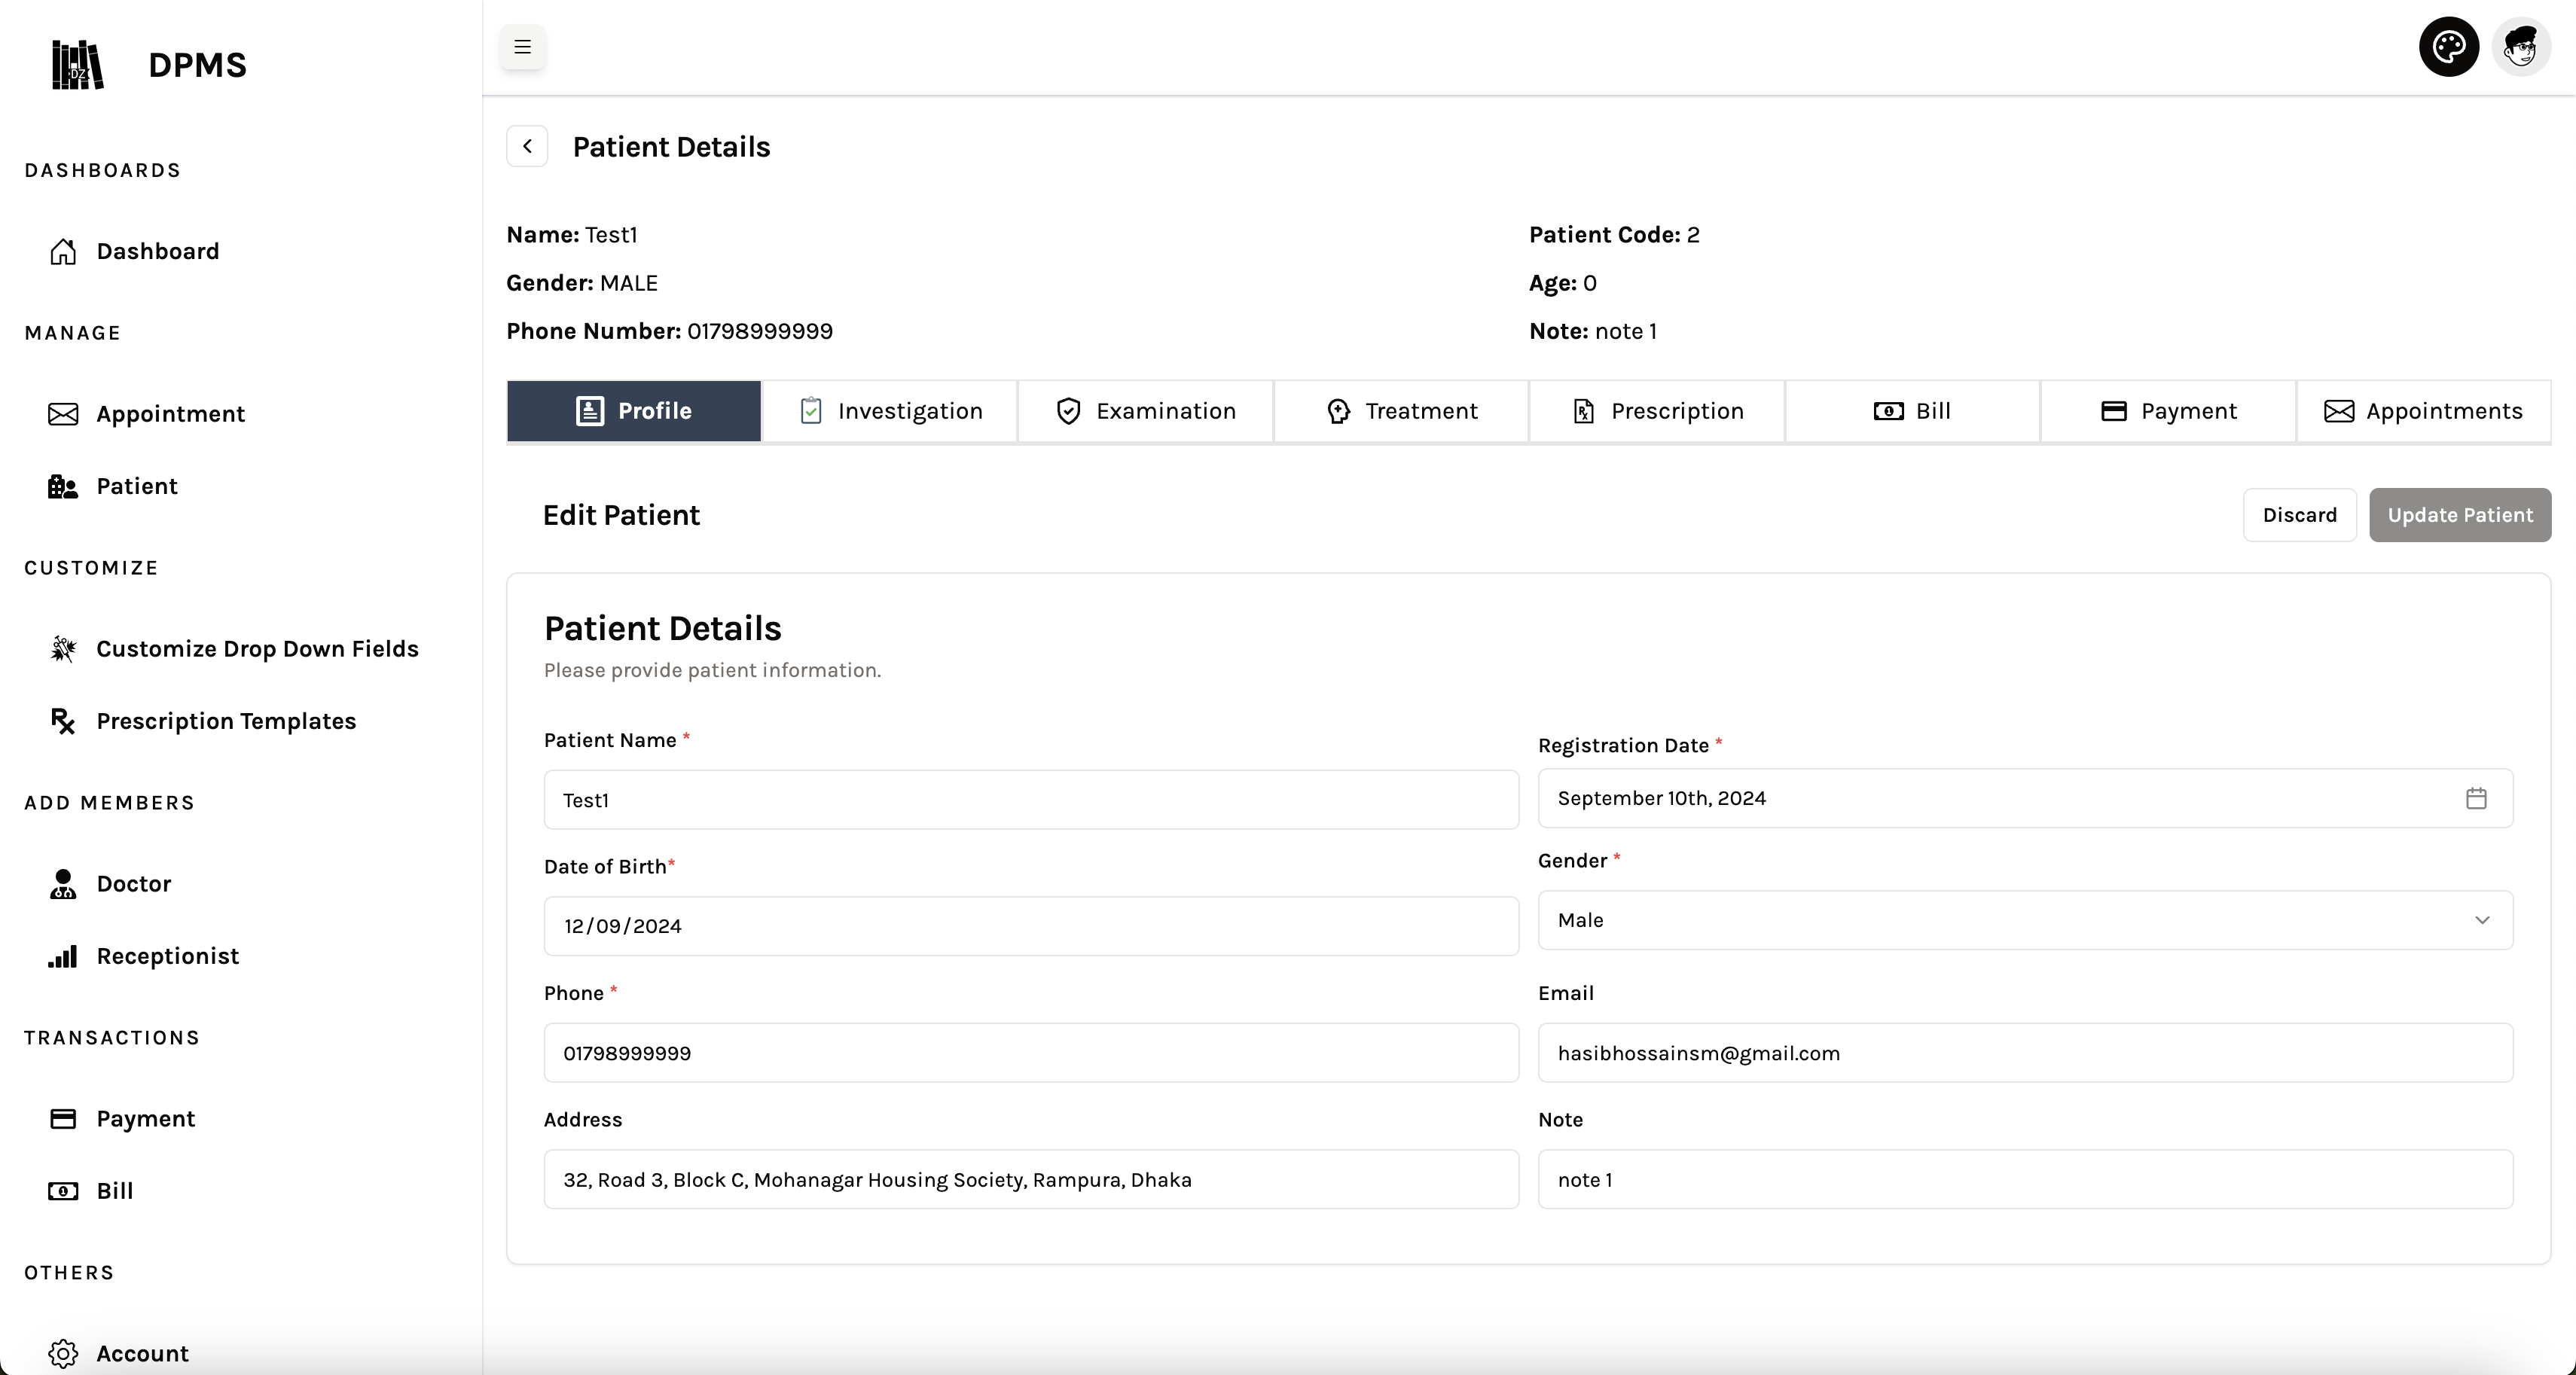 DZ
DPMS
DASHBOARDS
Dashboard
MANAGE
Appointment
Patient
CUSTOMIZE
Customize Drop Down Fields
Prescription Templates
ADD MEMBERS
Doctor
Receptionist
TRANSACTIONS
Payment
Bill
OTHERS
Account
Patient Details
Name: Test1
Patient Code: 2
Gender: MALE
Age: 0
Phone Number: 01798999999
Note: note 1
Profile
Investigation
Examination
Treatment
Prescription
Bill
Payment
Appointments
Edit Patient
Discard
Update Patient
Patient Details
Please provide patient information.
Patient Name *
Test1
Registration Date *
September 10th, 2024
Date of Birth*
12/09/2024
Gender *
Male
Phone *
01798999999
Email
hasibhossainsm@gmail.com
Address
32, Road 3, Block C, Mohanagar Housing Society, Rampura, Dhaka
Note
note 1